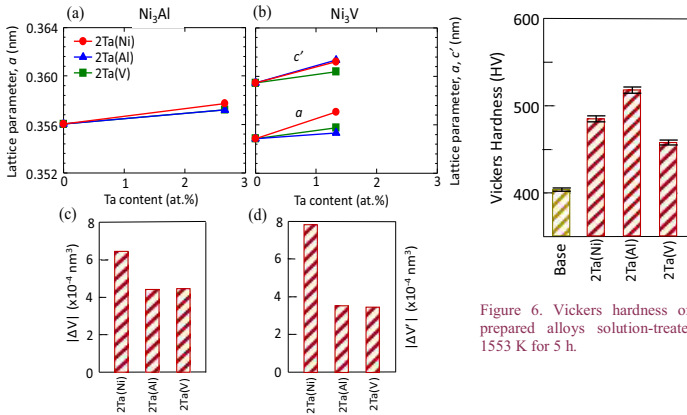 Ni₃Al
Ni₃V
(a)
2Ta(Ni)
2Ta(Al)
2Ta(V)
Lattice parameter, a (nm)
0.364
0.360
0.356
0.352
0 1 2 3
Ta content (at.%)
(b)
c'
a
Lattice parameter, a, c' (nm)
0 1 2 3
Ta content (at.%)
(c)
|ΔV| (x10⁻⁴ nm³)
8
6
4
2
0
2Ta(Ni)
2Ta(Al)
2Ta(V)
(d)
|ΔV'| (x10⁻⁴ nm³)
8
6
4
2
0
2Ta(Ni)
2Ta(Al)
2Ta(V)
Vickers Hardness (HV)
600
500
400
Base
2Ta(Ni)
2Ta(Al)
2Ta(V)
Figure 6. Vickers hardness of
prepared alloys solution-treate
1553 K for 5 h.